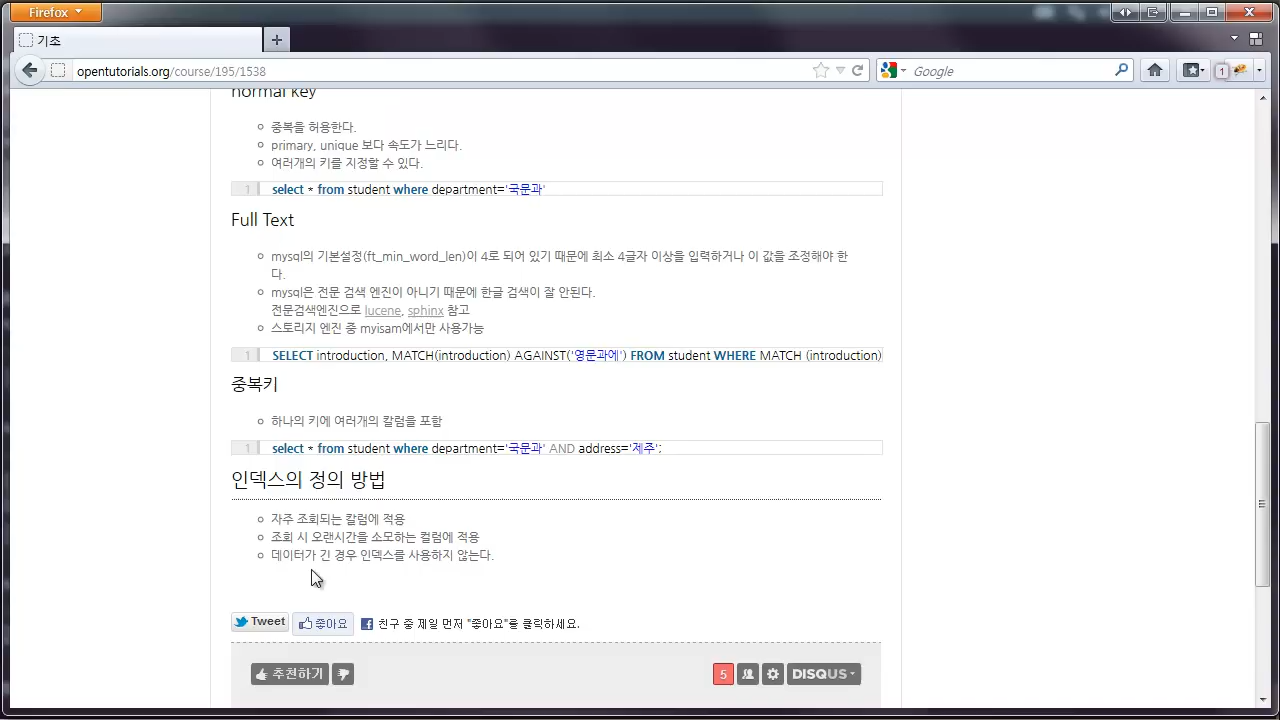 Firefox
기초
opentutorials.org/course/195/1538
Google
1
normal key
중복을 허용한다.
primary, unique 보다 속도가 느리다.
여러개의 키를 지정할 수 있다.
1 select * from student where department='국문과'
Full Text
mysql의 기본설정(ft_min_word_len)이 4로 되어 있기 때문에 최소 4글자 이상을 입력하거나 이 값을 조정해야 한
다.
mysql은 전문 검색 엔진이 아니기 때문에 한글 검색이 잘 안된다.
전문검색엔진으로 lucene, sphinx 참고
스토리지 엔진 중 myisam에서만 사용가능
1 SELECT introduction, MATCH(introduction) AGAINST('영문과에') FROM student WHERE MATCH (introduction)
중복키
하나의 키에 여러개의 칼럼을 포함
1 select * from student where department='국문과' AND address='제주';
인덱스의 정의 방법
자주 조회되는 칼럼에 적용
조회 시 오랜시간을 소모하는 컬럼에 적용
데이터가 긴 경우 인덱스를 사용하지 않는다.
Tweet 좋아요 친구 중 제일 먼저 "좋아요"를 클릭하세요.
추천하기 5 DISQUS